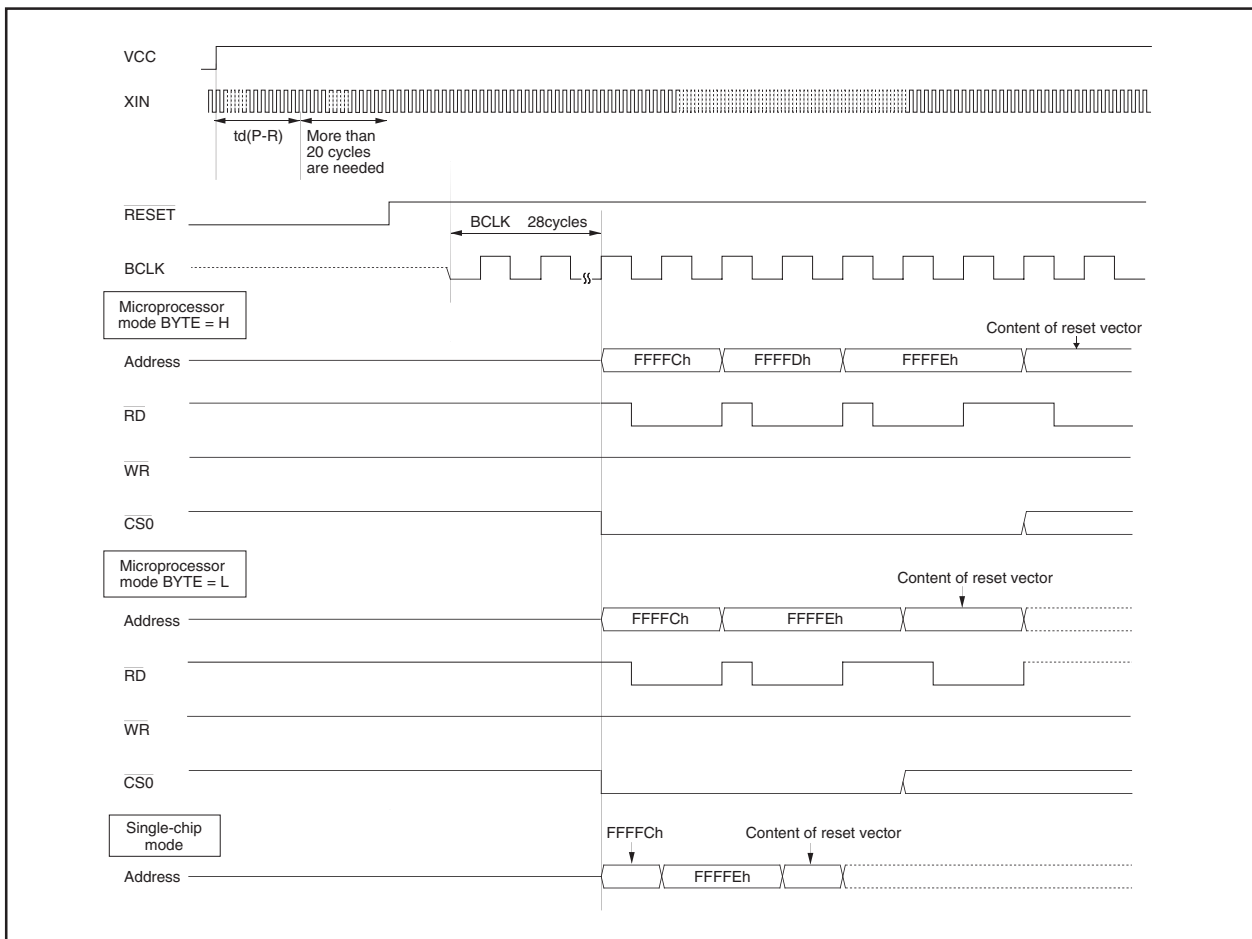 VCC
XIN
td(P-R)
More than
20 cycles
are needed
RESET
BCLK 28cycles
BCLK
Microprocessor
mode BYTE = H
Content of reset vector
Address
FFFFCh
FFFFDh
FFFFEh
RD
WR
CS0
Microprocessor
mode BYTE = L
Content of reset vector
Address
FFFFCh
FFFFEh
RD
WR
CS0
Single-chip
mode
FFFFCh
Content of reset vector
Address
FFFFEh